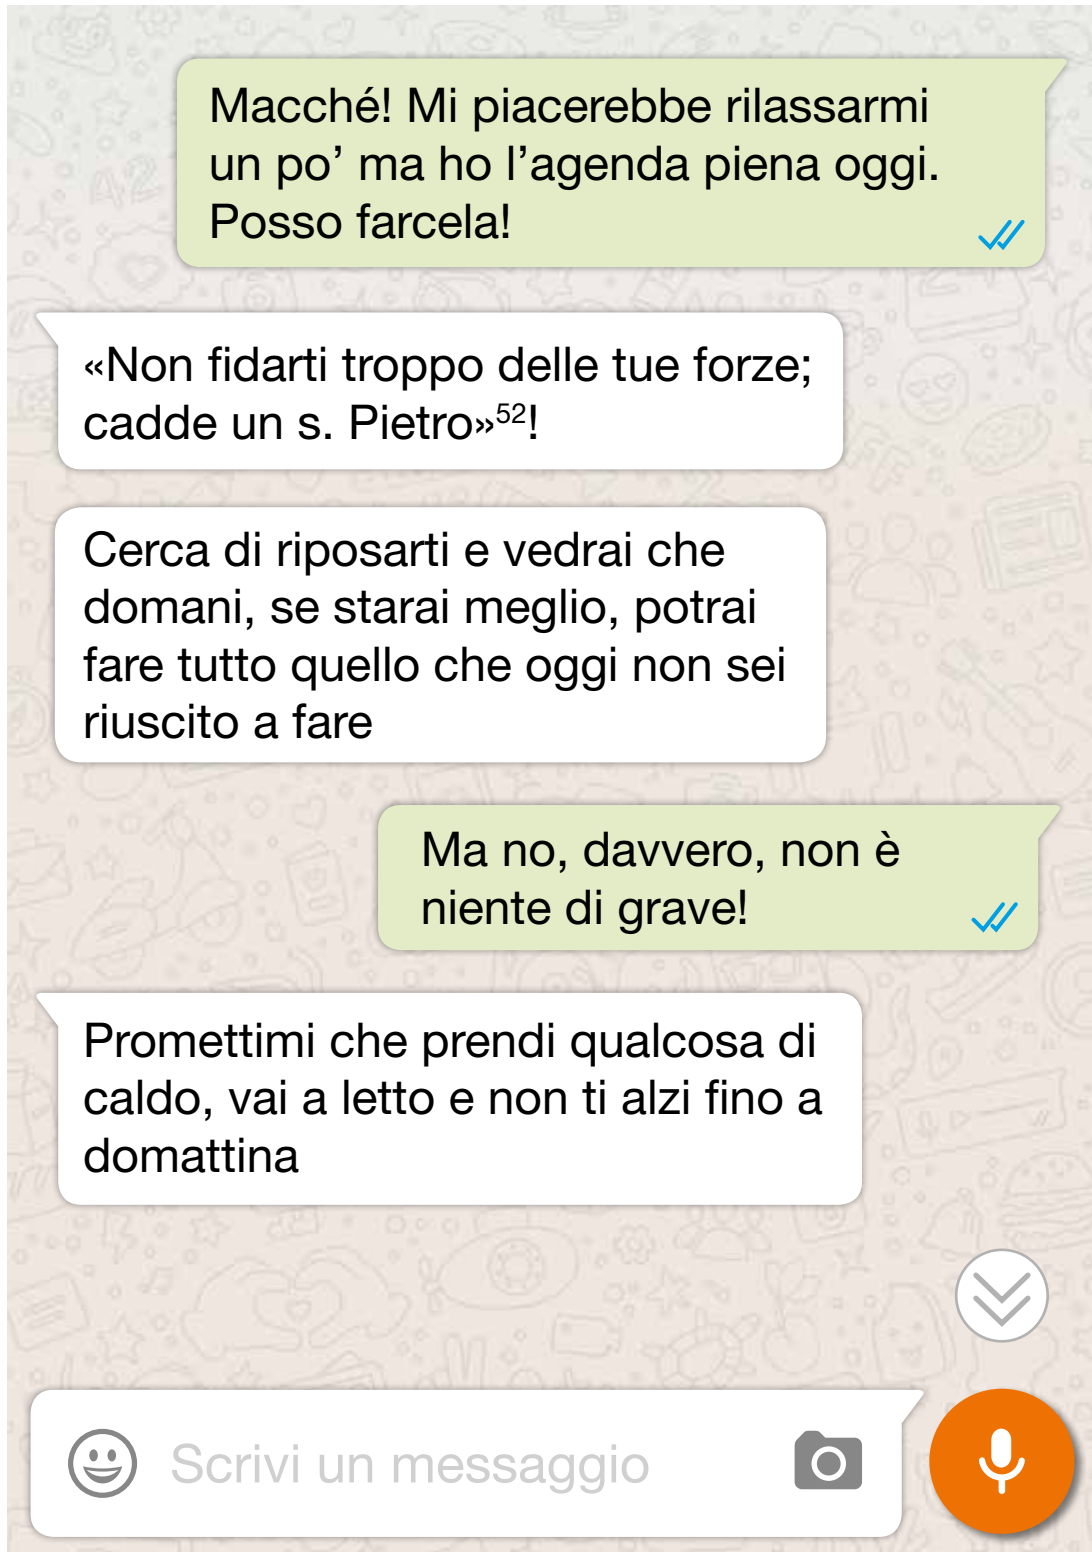 Macché! Mi piacerebbe rilassarmi
un po’ ma ho l’agenda piena oggi.
Posso farcela!
«Non fidarti troppo delle tue forze;
cadde un s. Pietro»⁵²!
Cerca di riposarti e vedrai che
domani, se starai meglio, potrai
fare tutto quello che oggi non sei
riuscito a fare
Ma no, davvero, non è
niente di grave!
Promettimi che prendi qualcosa di
caldo, vai a letto e non ti alzi fino a
domattina
Scrivi un messaggio